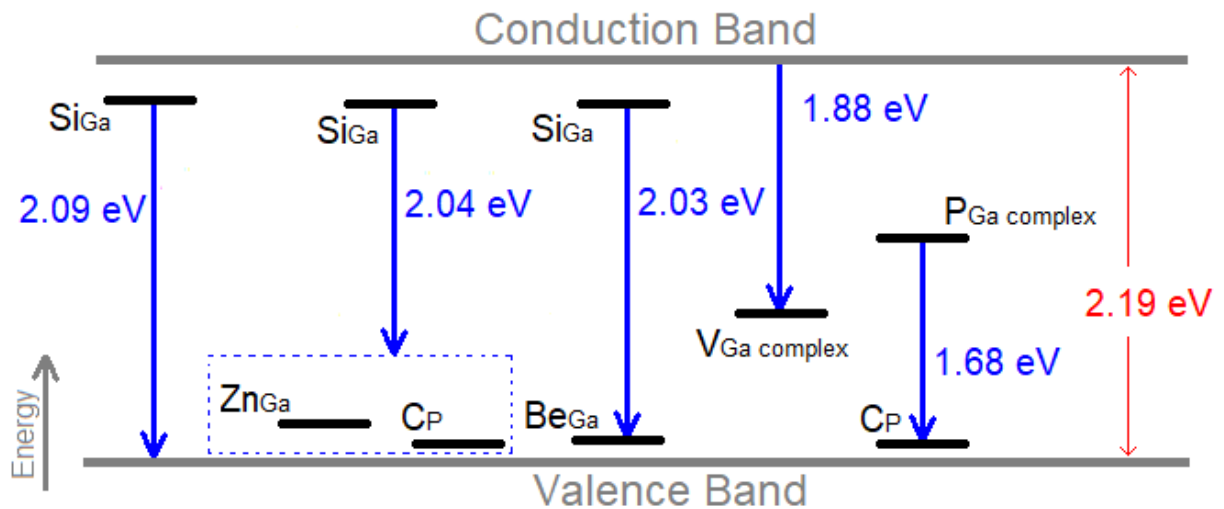 Conduction Band
SiGa
SiGa
SiGa
1.88 eV
2.09 eV
2.04 eV
2.03 eV
PGa complex
2.19 eV
VGa complex
1.68 eV
ZnGa
CP
BeGa
CP
Energy
Valence Band